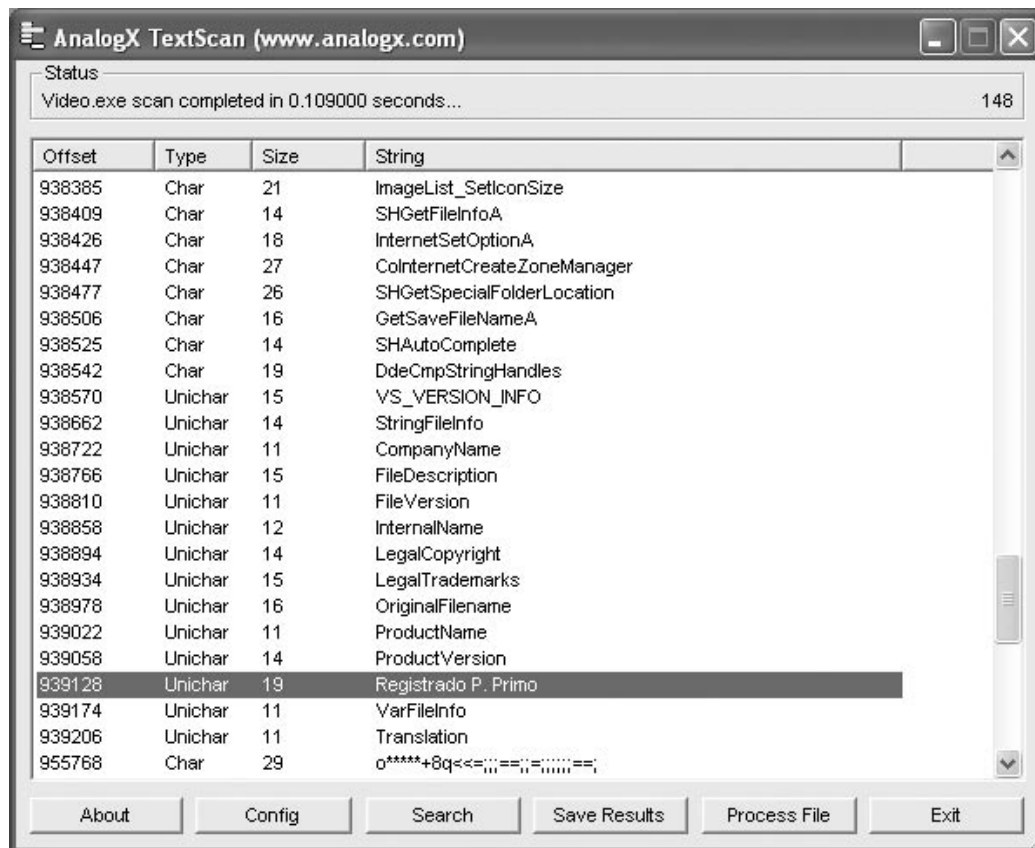 AnalogX TextScan (www.analogx.com)
Status
Video.exe scan completed in 0.109000 seconds... 148
Offset Type Size String
938385 Char 21 ImageList_SetIconSize
938409 Char 14 SHGetFileInfoA
938426 Char 18 InternetSetOptionA
938447 Char 27 CoInternetCreateZoneManager
938477 Char 26 SHGetSpecialFolderLocation
938506 Char 16 GetSaveFileNameA
938525 Char 14 SHAutoComplete
938542 Char 19 DdeCmpStringHandles
938570 Unichar 15 VS_VERSION_INFO
938662 Unichar 14 StringFileInfo
938722 Unichar 11 CompanyName
938766 Unichar 15 FileDescription
938810 Unichar 11 FileVersion
938858 Unichar 12 InternalName
938894 Unichar 14 LegalCopyright
938934 Unichar 15 LegalTrademarks
938978 Unichar 16 OriginalFilename
939022 Unichar 11 ProductName
939058 Unichar 14 ProductVersion
939128 Unichar 19 Registrado P. Primo
939174 Unichar 11 VarFileInfo
939206 Unichar 11 Translation
955768 Char 29 o*****+8q<<=;;;==;;=;;;;;;==;
About Config Search Save Results Process File Exit